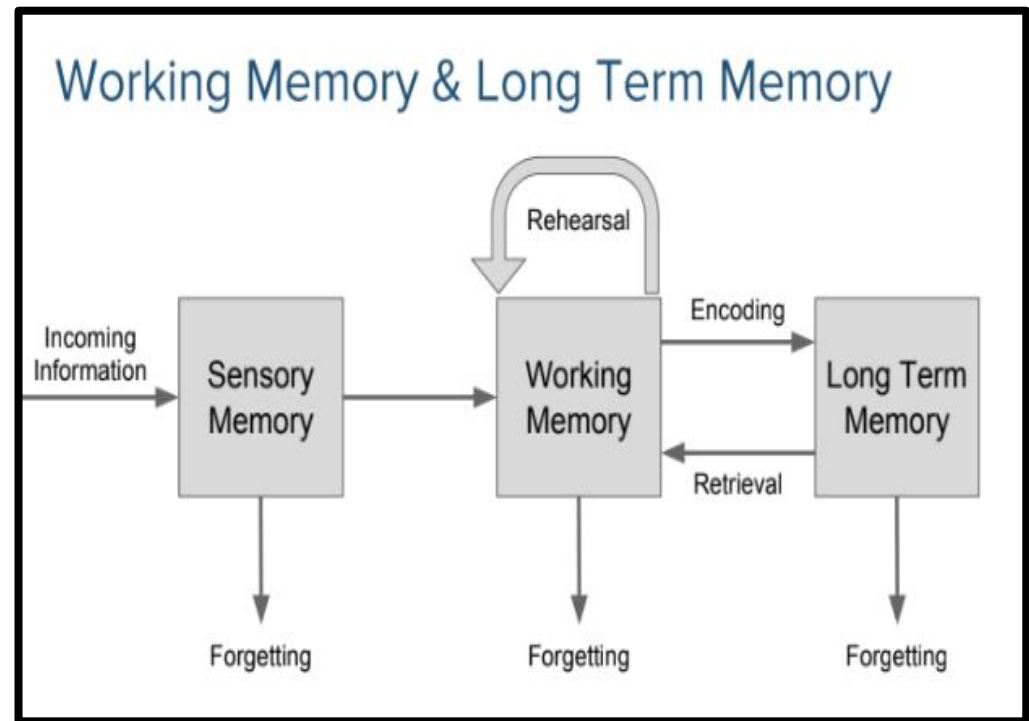 Working Memory & Long Term Memory
Rehearsal
Incoming
Information
Sensory
Memory
Working
Memory
Encoding
Long Term
Memory
Retrieval
Forgetting
Forgetting
Forgetting